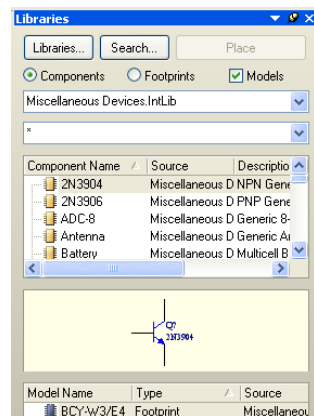 Libraries
Libraries... Search... Place
Components Footprints Models
Miscellaneous Devices.IntLib
*
Component Name Source Descriptio
2N3904 Miscellaneous D NPN Gene
2N3906 Miscellaneous D PNP Gene
ADC-8 Miscellaneous D Generic 8-
Antenna Miscellaneous D Generic A
Battery Miscellaneous D Multicell B
Q?
2N3904
Model Name Type Source
BCY-W3/E4 Footprint Miscellaneou